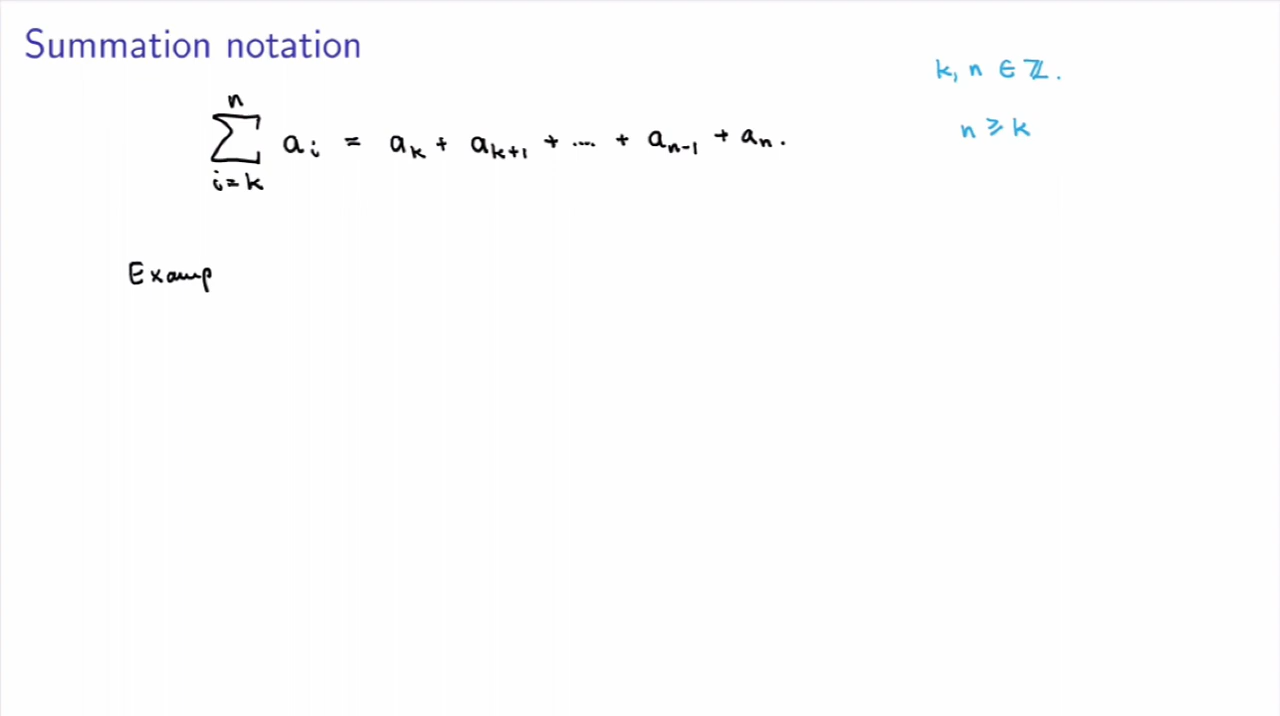 Summation notation
k, n ∈ ℤ.
n ⩾ k
n
∑ a_i = a_k + a_{k+1} + ... + a_{n-1} + a_n.
i=k
Examp